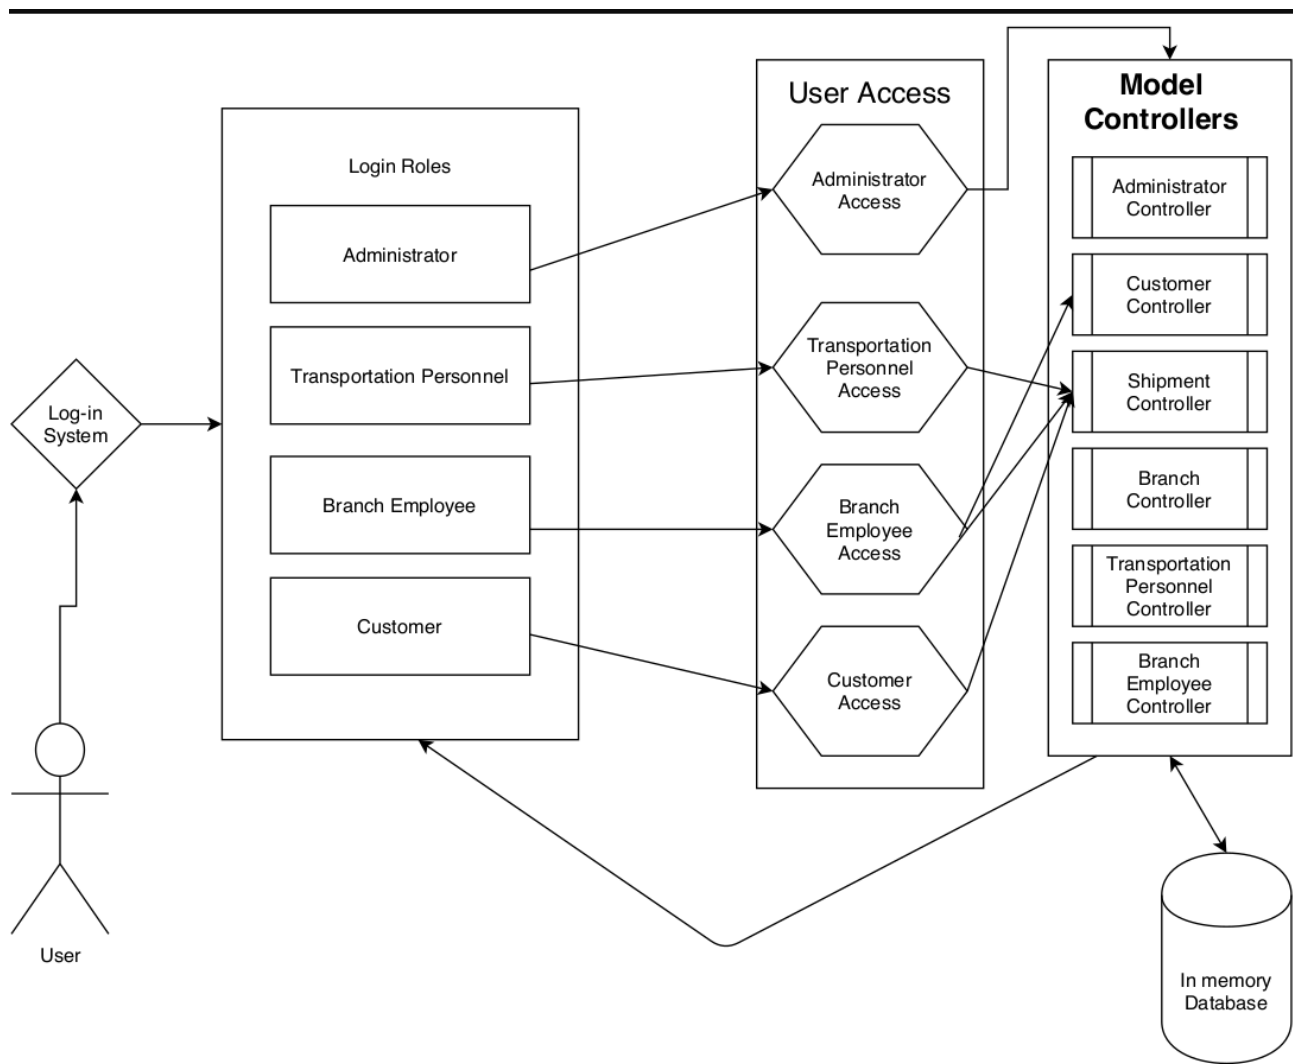 Log-in
System
User
Login Roles
Administrator
Transportation Personnel
Branch Employee
Customer
User Access
Administrator
Access
Transportation
Personnel
Access
Branch
Employee
Access
Customer
Access
Model
Controllers
Administrator
Controller
Customer
Controller
Shipment
Controller
Branch
Controller
Transportation
Personnel
Controller
Branch
Employee
Controller
In memory
Database